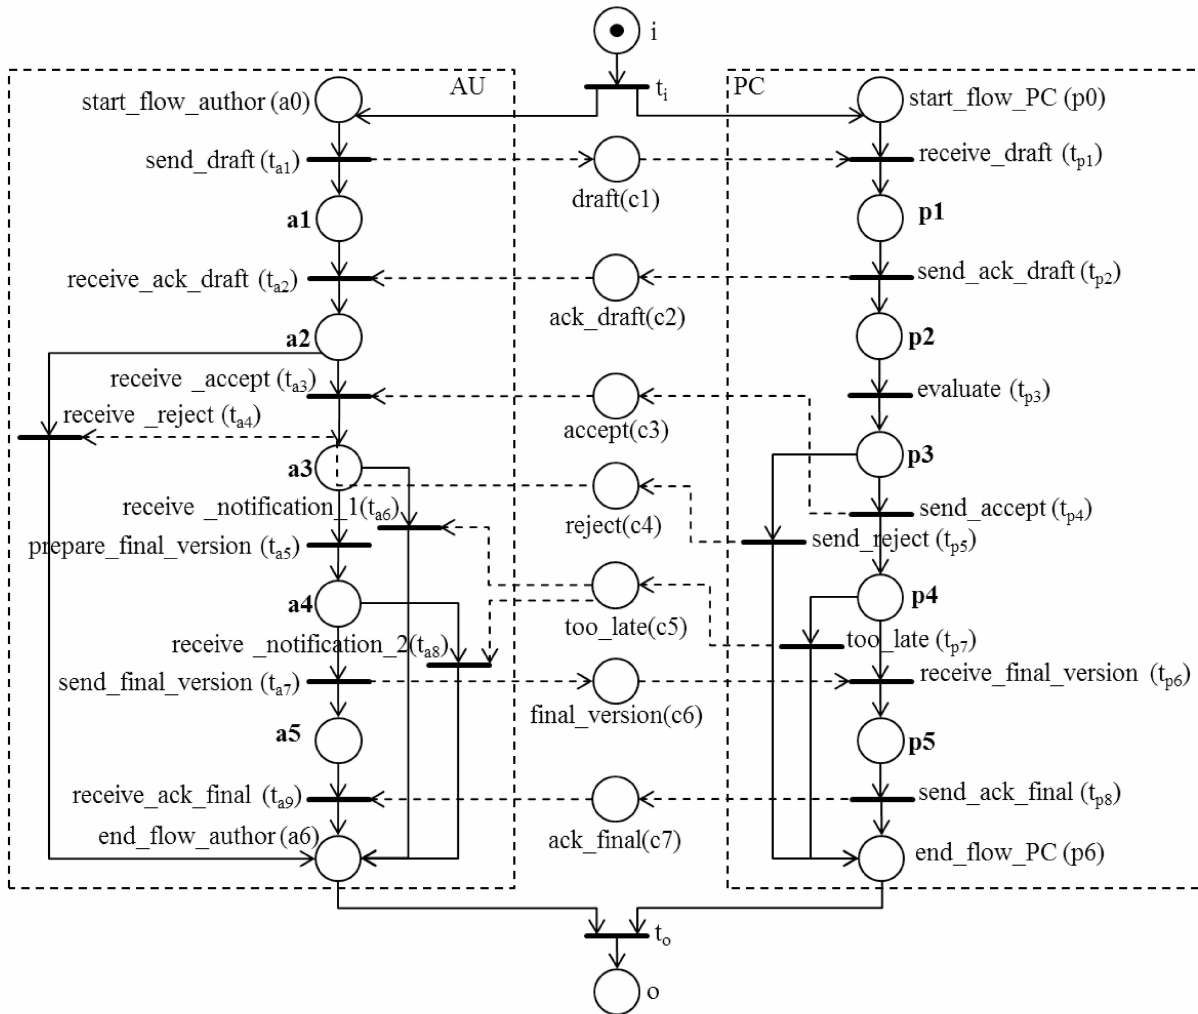 i
AU
PC
t_i
start_flow_author (a0)
start_flow_PC (p0)
send_draft (t_a1)
receive_draft (t_p1)
draft(c1)
a1
p1
receive_ack_draft (t_a2)
send_ack_draft (t_p2)
ack_draft(c2)
a2
p2
receive _accept (t_a3)
evaluate (t_p3)
receive _reject (t_a4)
accept(c3)
a3
p3
receive _notification_1(t_a6)
send_accept (t_p4)
reject(c4)
prepare_final_version (t_a5)
send_reject (t_p5)
a4
p4
too_late(c5)
receive _notification_2(t_a8)
too_late (t_p7)
send_final_version (t_a7)
receive_final_version (t_p6)
final_version(c6)
a5
p5
receive_ack_final (t_a9)
send_ack_final (t_p8)
ack_final(c7)
end_flow_author (a6)
end_flow_PC (p6)
t_o
o